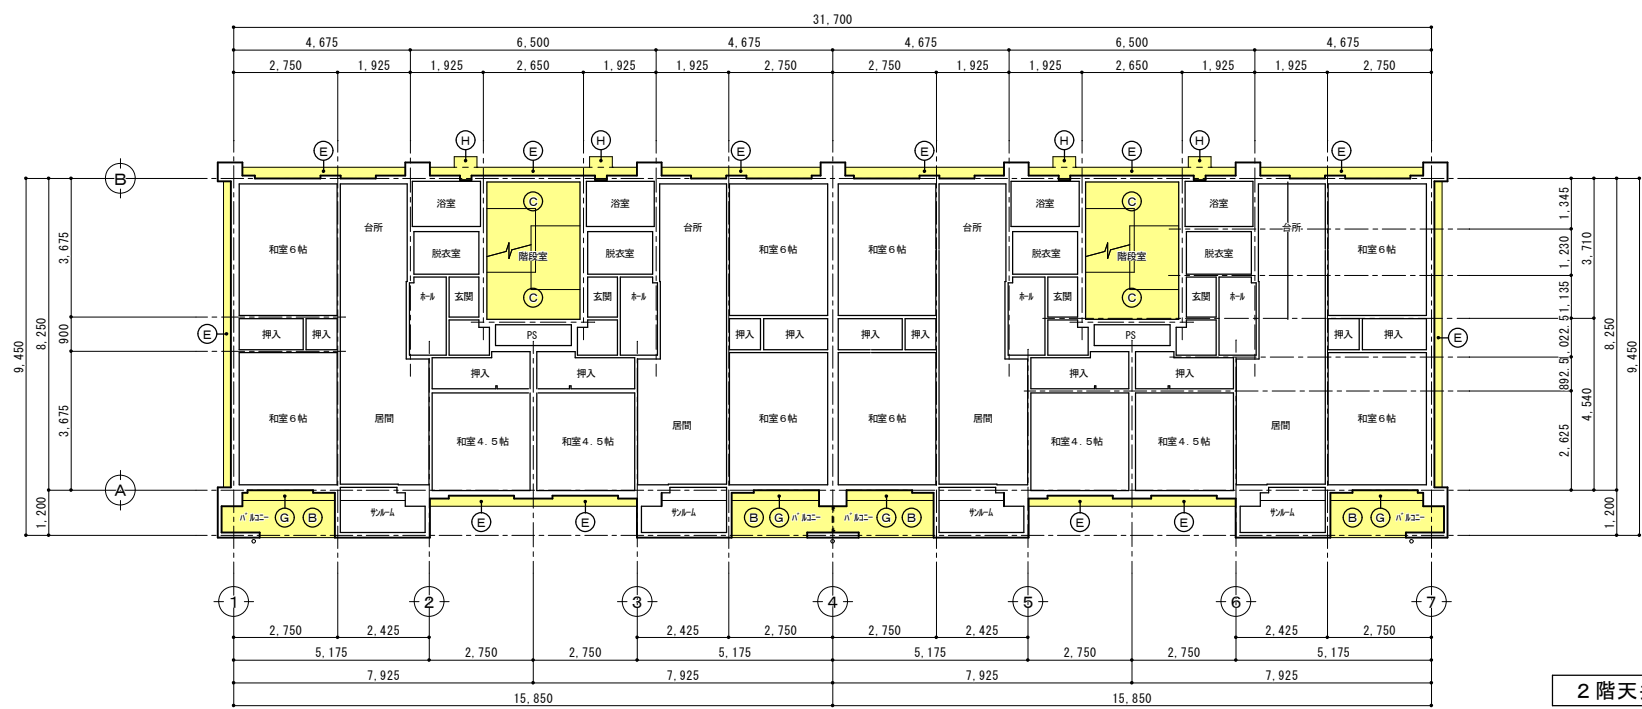 31,700
4,675 6,500 4,675 4,675 6,500 4,675
2,750 1,925 1,925 2,650 1,925 1,925 2,750 2,750 1,925 1,925 2,650 1,925 1,925 2,750
H H H H
E E E E E E
B
浴室 C 浴室 浴室 C 浴室
台所 台所 台所 台所
和室6帖 脱衣室 階段室 脱衣室 和室6帖 和室6帖 脱衣室 階段室 脱衣室 和室6帖
ホール 玄関 C 玄関 ホール ホール 玄関 C 玄関 ホール
E 押入 押入 PS 押入 押入 押入 押入 PS 押入 押入 E
押入 押入 押入 押入
和室6帖 居間 居間 和室6帖 和室6帖 居間 居間 和室6帖
和室4.5帖 和室4.5帖 和室4.5帖 和室4.5帖
A
バルコニー G B サンルーム E E サンルーム B G バルコニー バルコニー G B サンルーム E E サンルーム B G バルコニー
9,450
8,250
1,200
3,675
900
3,675
1,345
1,230
1,135
1,022.5
892.5
2,625
3,710
4,540
8,250
1,200
9,450
1 2 3 4 5 6 7
2,750 2,425 2,425 2,750 2,750 2,425 2,425 2,750
5,175 2,750 2,750 5,175 5,175 2,750 2,750 5,175
7,925 7,925 7,925 7,925
15,850 15,850
2階天